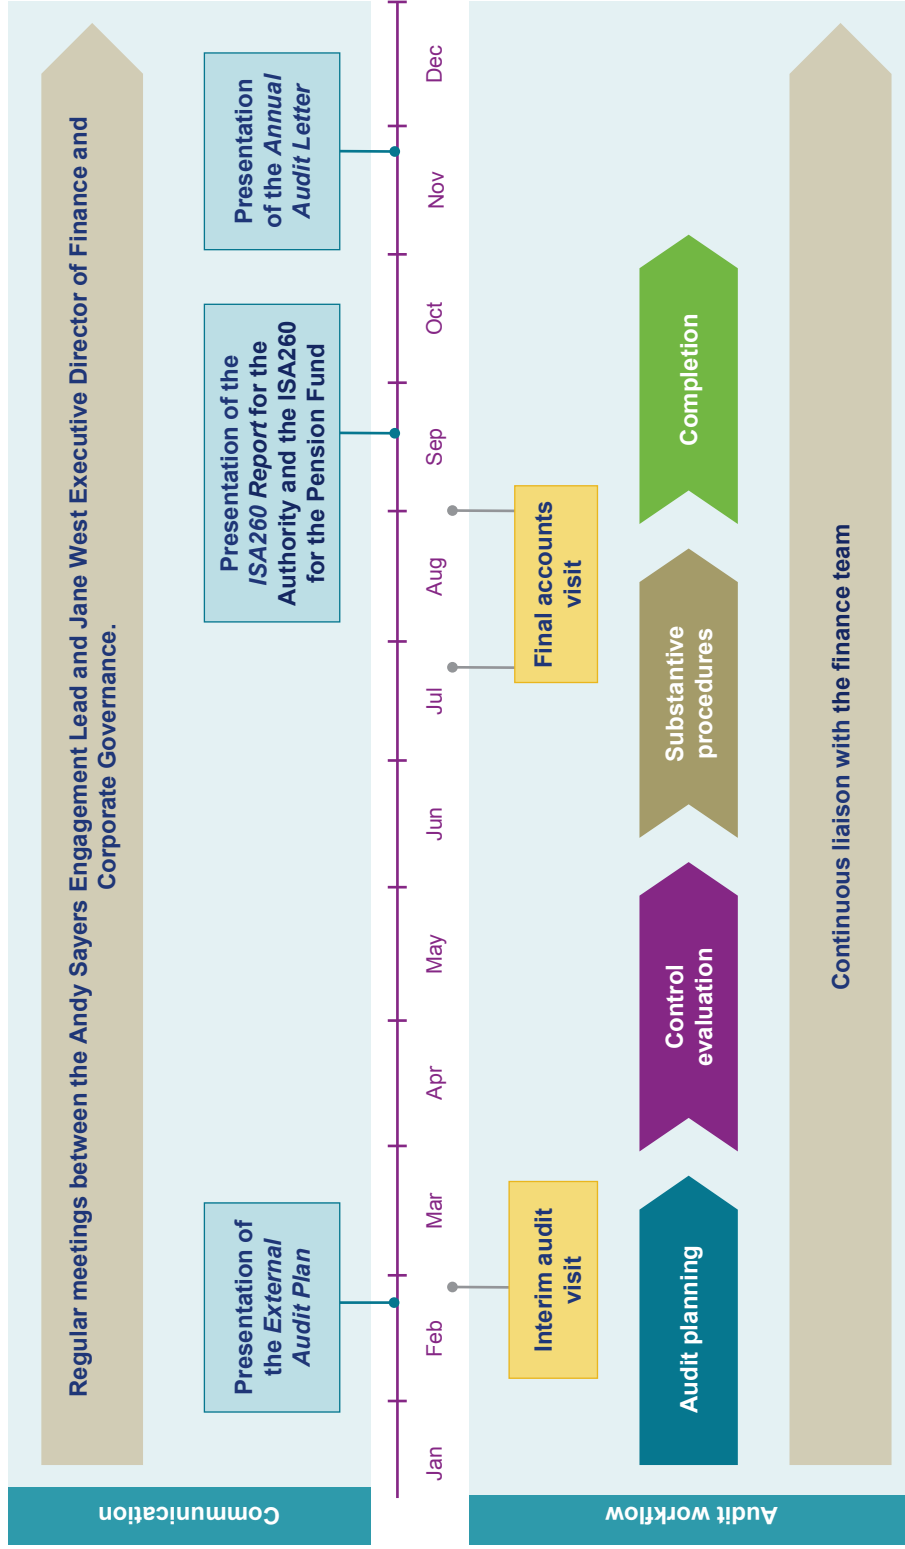 Communication
Regular meetings between the Andy Sayers Engagement Lead and Jane West Executive Director of Finance and
Corporate Governance.
Presentation of
the External
Audit Plan
Presentation of the
ISA260 Report for the
Authority and the ISA260
for the Pension Fund
Presentation
of the Annual
Audit Letter
Jan
Feb
Mar
Apr
May
Jun
Jul
Aug
Sep
Oct
Nov
Dec
Audit workflow
Interim audit
visit
Final accounts
visit
Audit planning
Control
evaluation
Substantive
procedures
Completion
Continuous liaison with the finance team